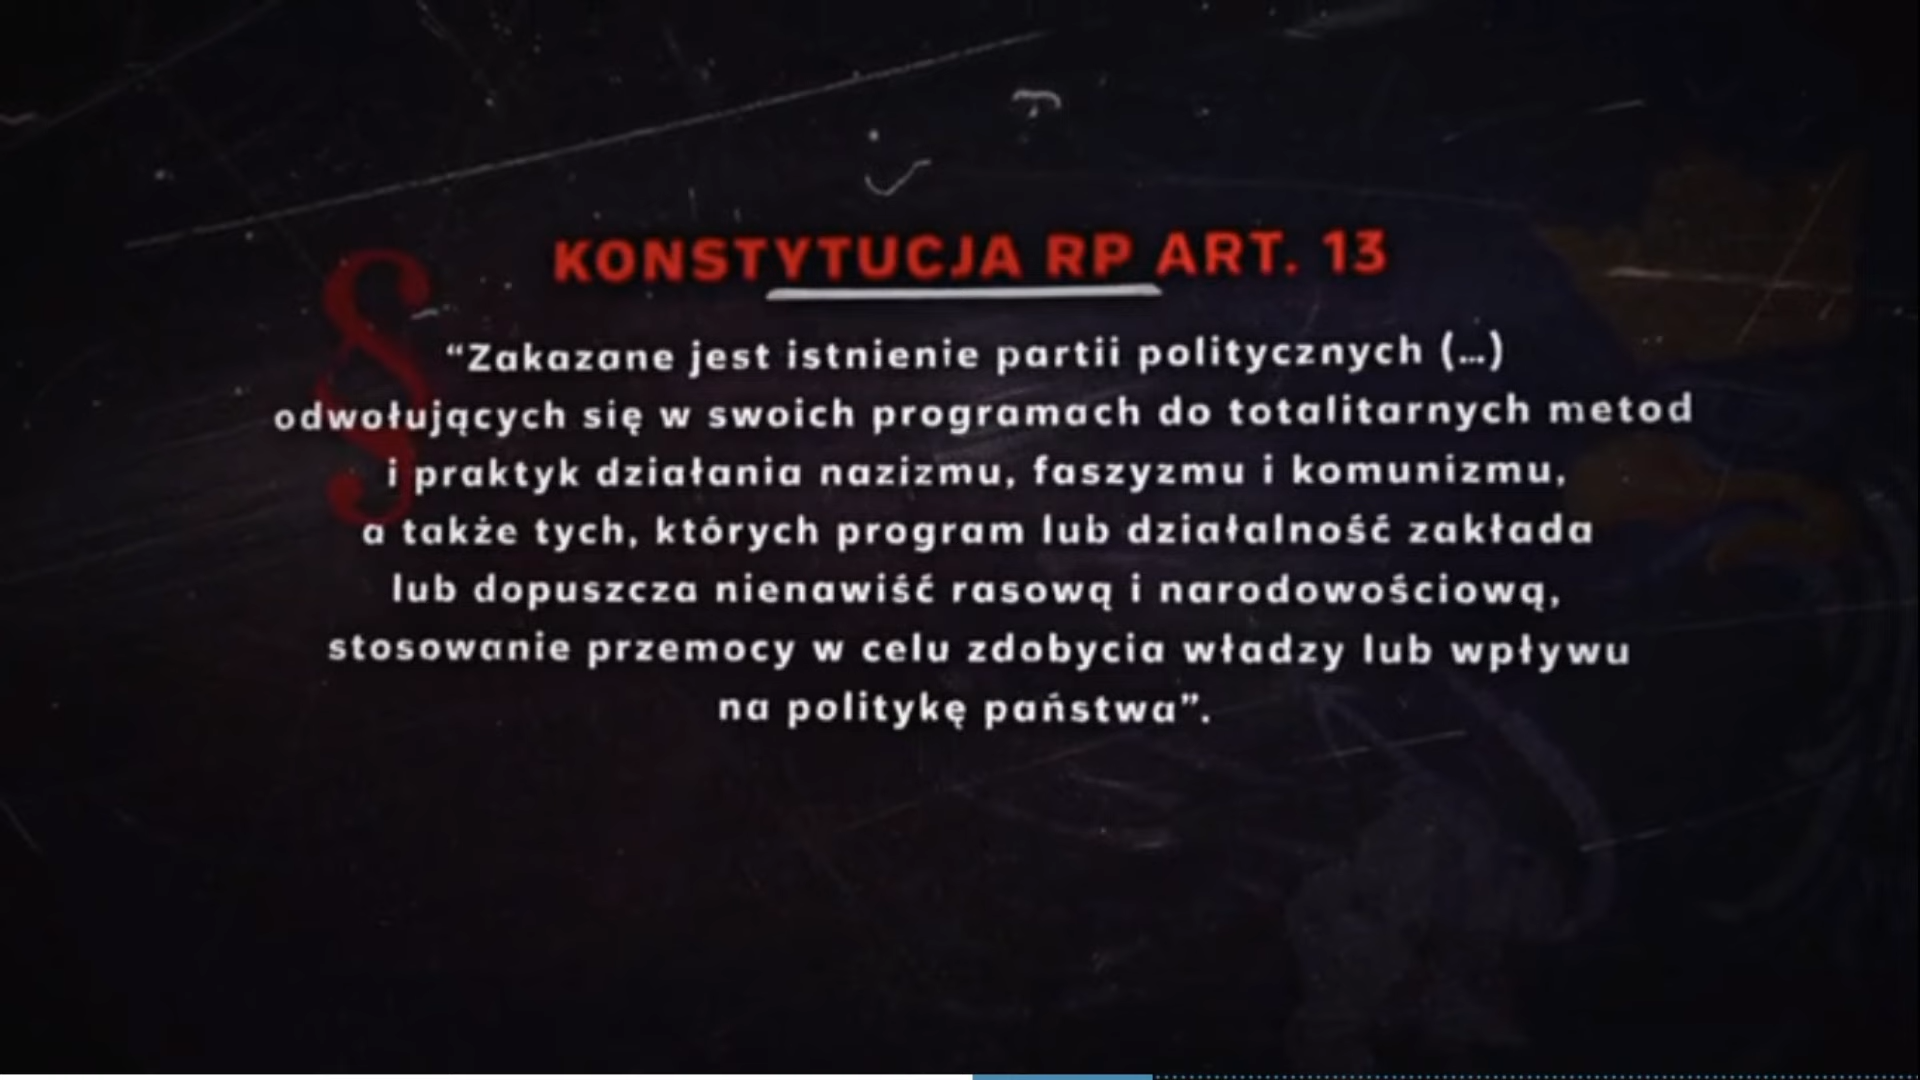 §
KONSTYTUCJA RP ART. 13
“Zakazane jest istnienie partii politycznych (...)
odwołujących się w swoich programach do totalitarnych metod
i praktyk działania nazizmu, faszyzmu i komunizmu,
a także tych, których program lub działalność zakłada
lub dopuszcza nienawiść rasową i narodowościową,
stosowanie przemocy w celu zdobycia władzy lub wpływu
na politykę państwa”.